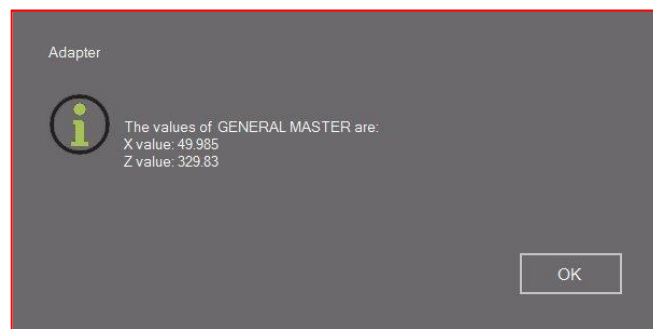 Adapter
The values of GENERAL MASTER are:
X value: 49.985
Z value: 329.83
OK